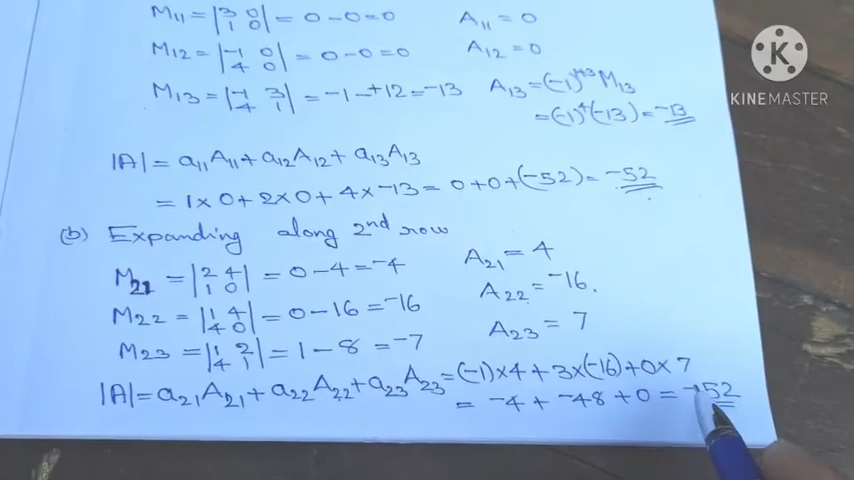 M11 = |3 0 / 1 0| = 0-0=0 A11 = 0
M12 = |-1 0 / 4 0| = 0-0=0 A12 = 0
M13 = |-1 3 / 4 1| = -1-+12=-13 A13 = (-1)^1+3 M13
= (-1)^4 (-13) = -13
|A| = a11A11 + a12A12 + a13A13
= 1×0 + 2×0 + 4×-13 = 0+0+(-52) = -52
(b) Expanding along 2nd row
M21 = |2 4 / 1 0| = 0-4=-4 A21 = 4
M22 = |1 4 / 4 0| = 0-16=-16 A22 = -16.
M23 = |1 2 / 4 1| = 1-8 = -7 A23 = 7
|A| = a21A21 + a22A22 + a23A23 = (-1)×4 + 3×(-16) + 0×7
= -4 + -48 + 0 = -52
K
KINEMASTER